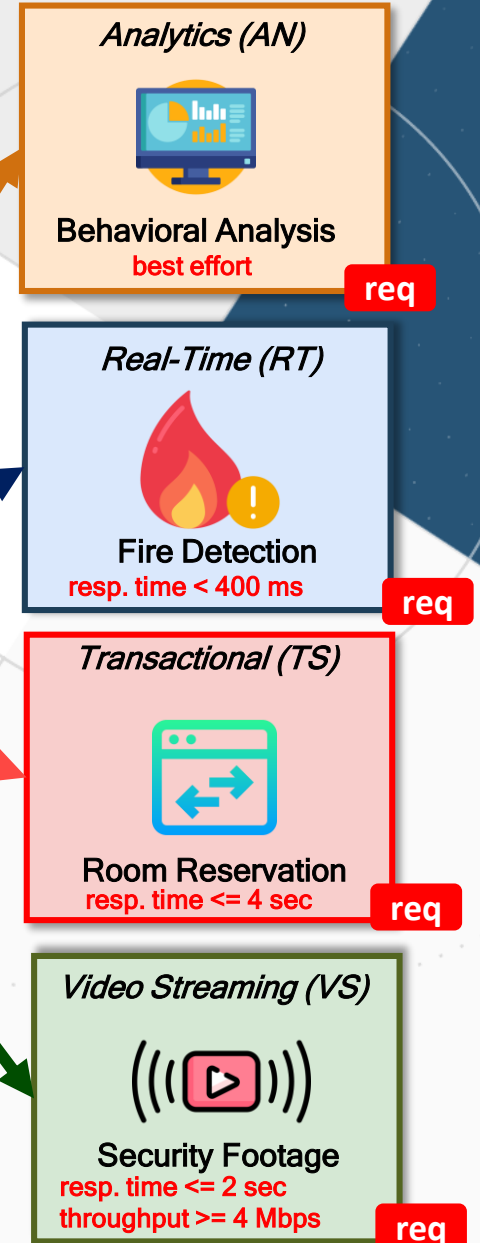 Analytics (AN)
Behavioral Analysis
best effort
req
Real-Time (RT)
Fire Detection
resp. time < 400 ms
req
Transactional (TS)
Room Reservation
resp. time <= 4 sec
req
Video Streaming (VS)
Security Footage
resp. time <= 2 sec
throughput >= 4 Mbps
req